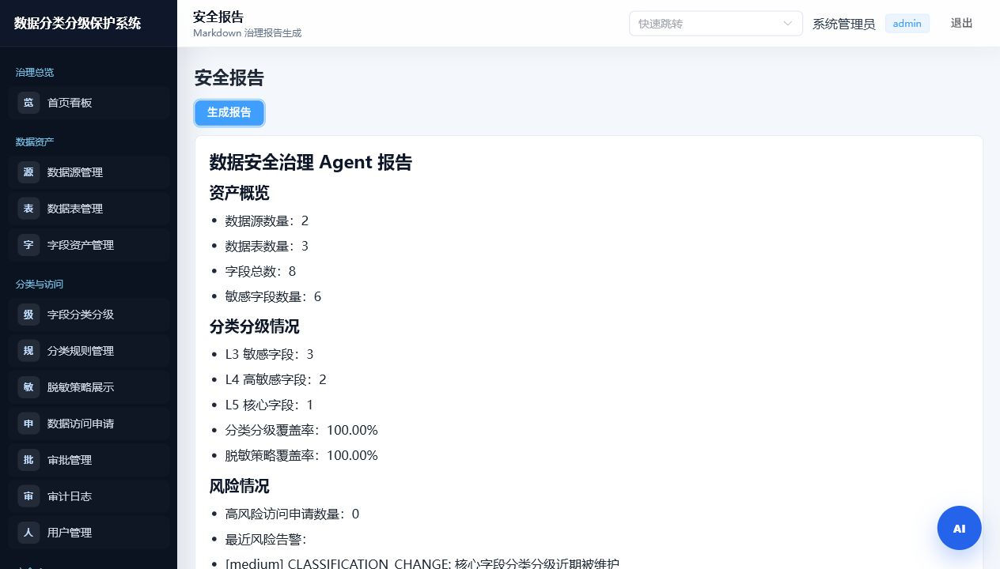 数据分类分级保护系统
治理总览
览 首页看板
数据资产
源 数据源管理
表 数据表管理
字 字段资产管理
分类与访问
级 字段分类分级
规 分类规则管理
敏 脱敏策略展示
申 数据访问申请
批 审批管理
审 审计日志
人 用户管理
安全报告
Markdown 治理报告生成
快速跳转
系统管理员
admin
退出
安全报告
生成报告
数据安全治理 Agent 报告
资产概览
• 数据源数量：2
• 数据表数量：3
• 字段总数：8
• 敏感字段数量：6
分类分级情况
• L3 敏感字段：3
• L4 高敏感字段：2
• L5 核心字段：1
• 分类分级覆盖率：100.00%
• 脱敏策略覆盖率：100.00%
风险情况
• 高风险访问申请数量：0
• 最近风险告警：
• [medium] CLASSIFICATION_CHANGE: 核心字段分类分级近期被维护
AI